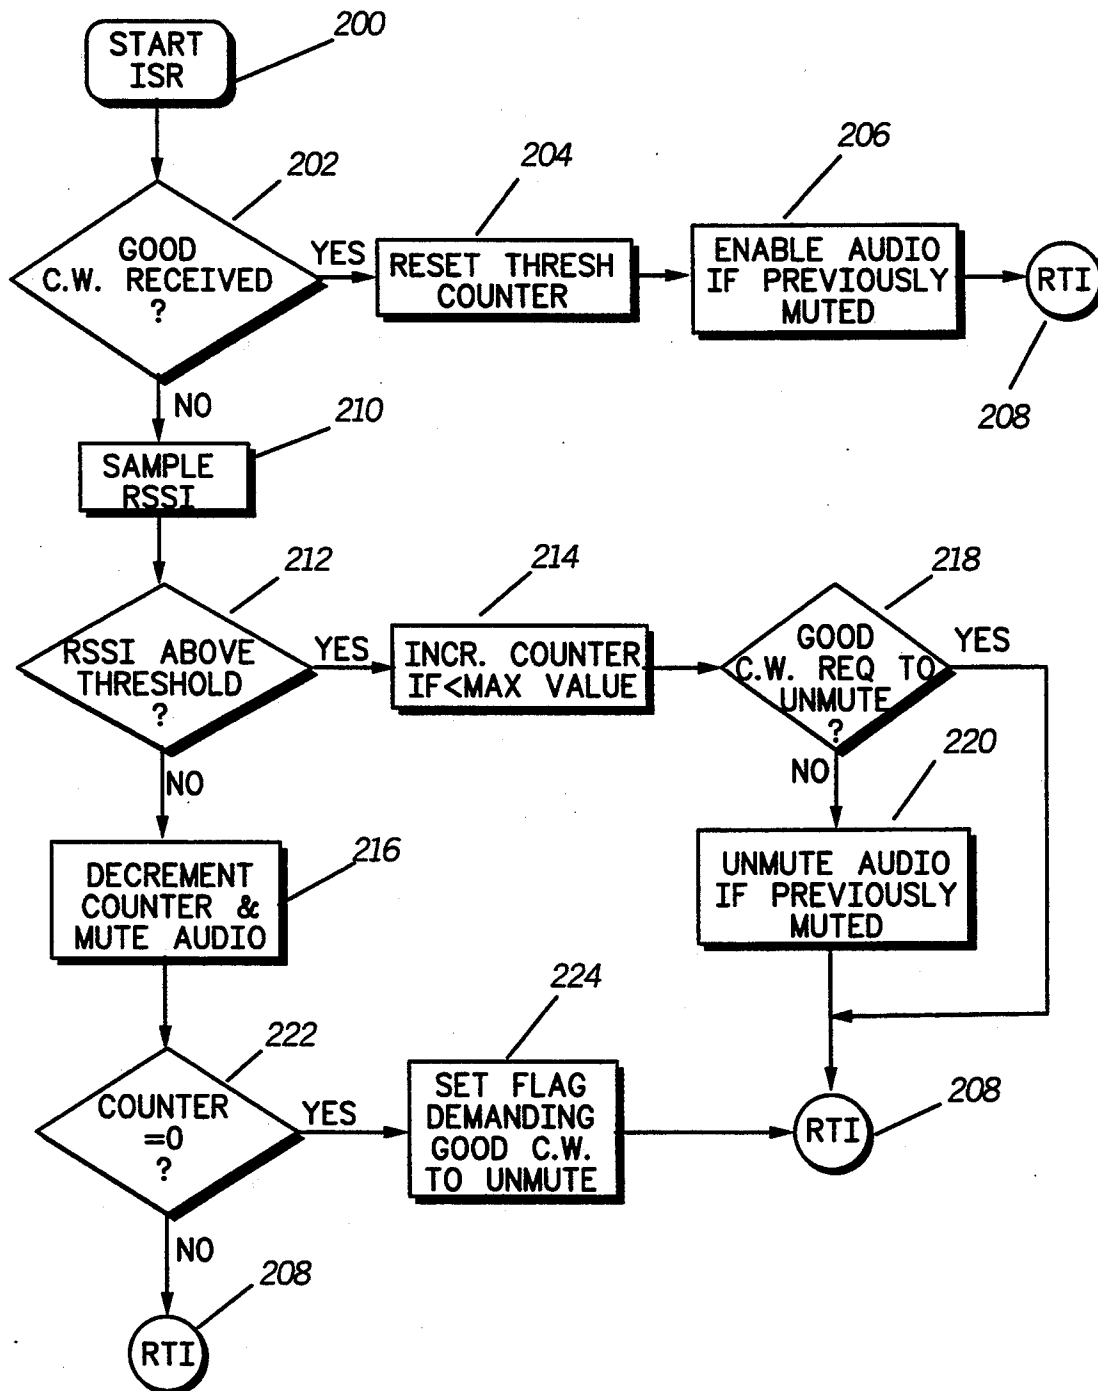 200
START
ISR
202
204
206
GOOD
C.W. RECEIVED
?
YES
RESET THRESH
COUNTER
ENABLE AUDIO
IF PREVIOUSLY
MUTED
RTI
208
NO
210
SAMPLE
RSSI
212
214
218
RSSI ABOVE
THRESHOLD
?
YES
INCR. COUNTER
IF<MAX VALUE
GOOD
C.W. REQ TO
UNMUTE
?
YES
NO
NO
220
216
DECREMENT
COUNTER &
MUTE AUDIO
UNMUTE AUDIO
IF PREVIOUSLY
MUTED
222
224
COUNTER
=0
?
YES
SET FLAG
DEMANDING
GOOD C.W.
TO UNMUTE
RTI
208
NO
208
RTI